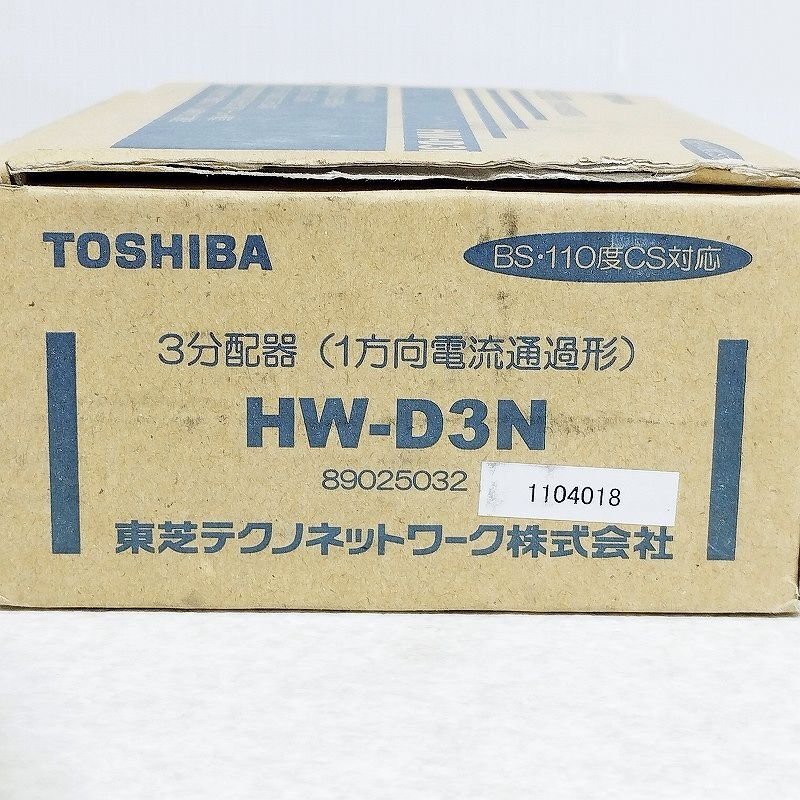 TOSHIBA
BS・110度CS対応
3分配器（1方向電流通過形）
HW-D3N
89025032
1104018
東芝テクノネットワーク株式会社